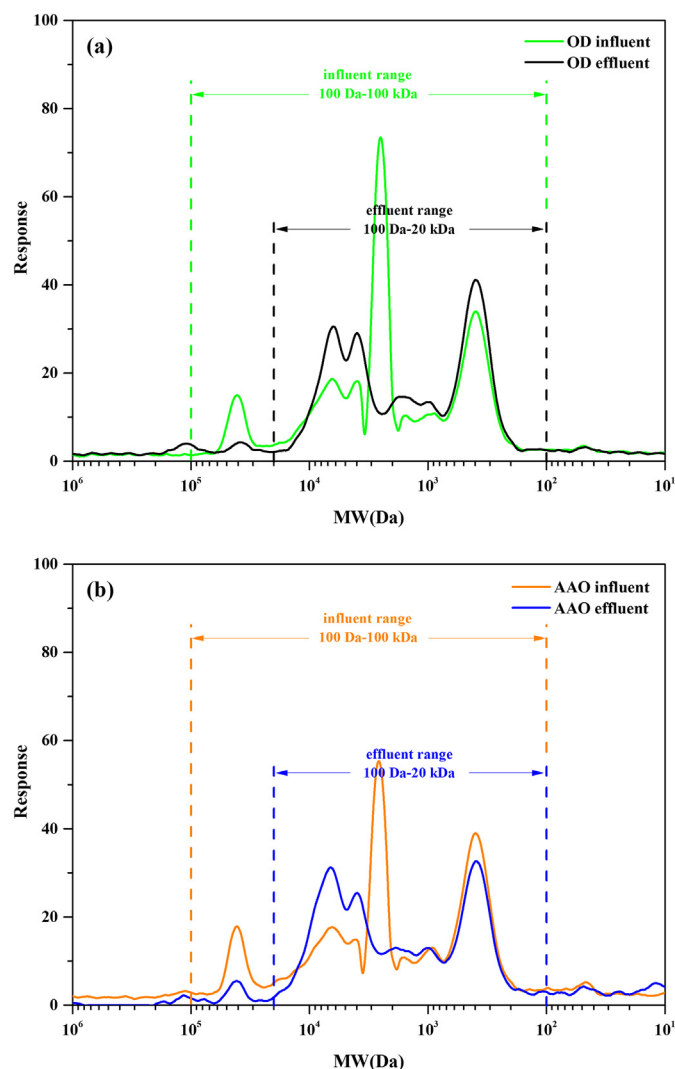 100
(a)
OD influent
OD effluent
influent range
100 Da-100 kDa
80
60
effluent range
100 Da-20 kDa
Response
40
20
0
10⁶ 10⁵ 10⁴ 10³ 10² 10¹
MW(Da)
100
(b)
AAO influent
AAO effluent
influent range
100 Da-100 kDa
80
60
effluent range
100 Da-20 kDa
Response
40
20
0
10⁶ 10⁵ 10⁴ 10³ 10² 10¹
MW(Da)